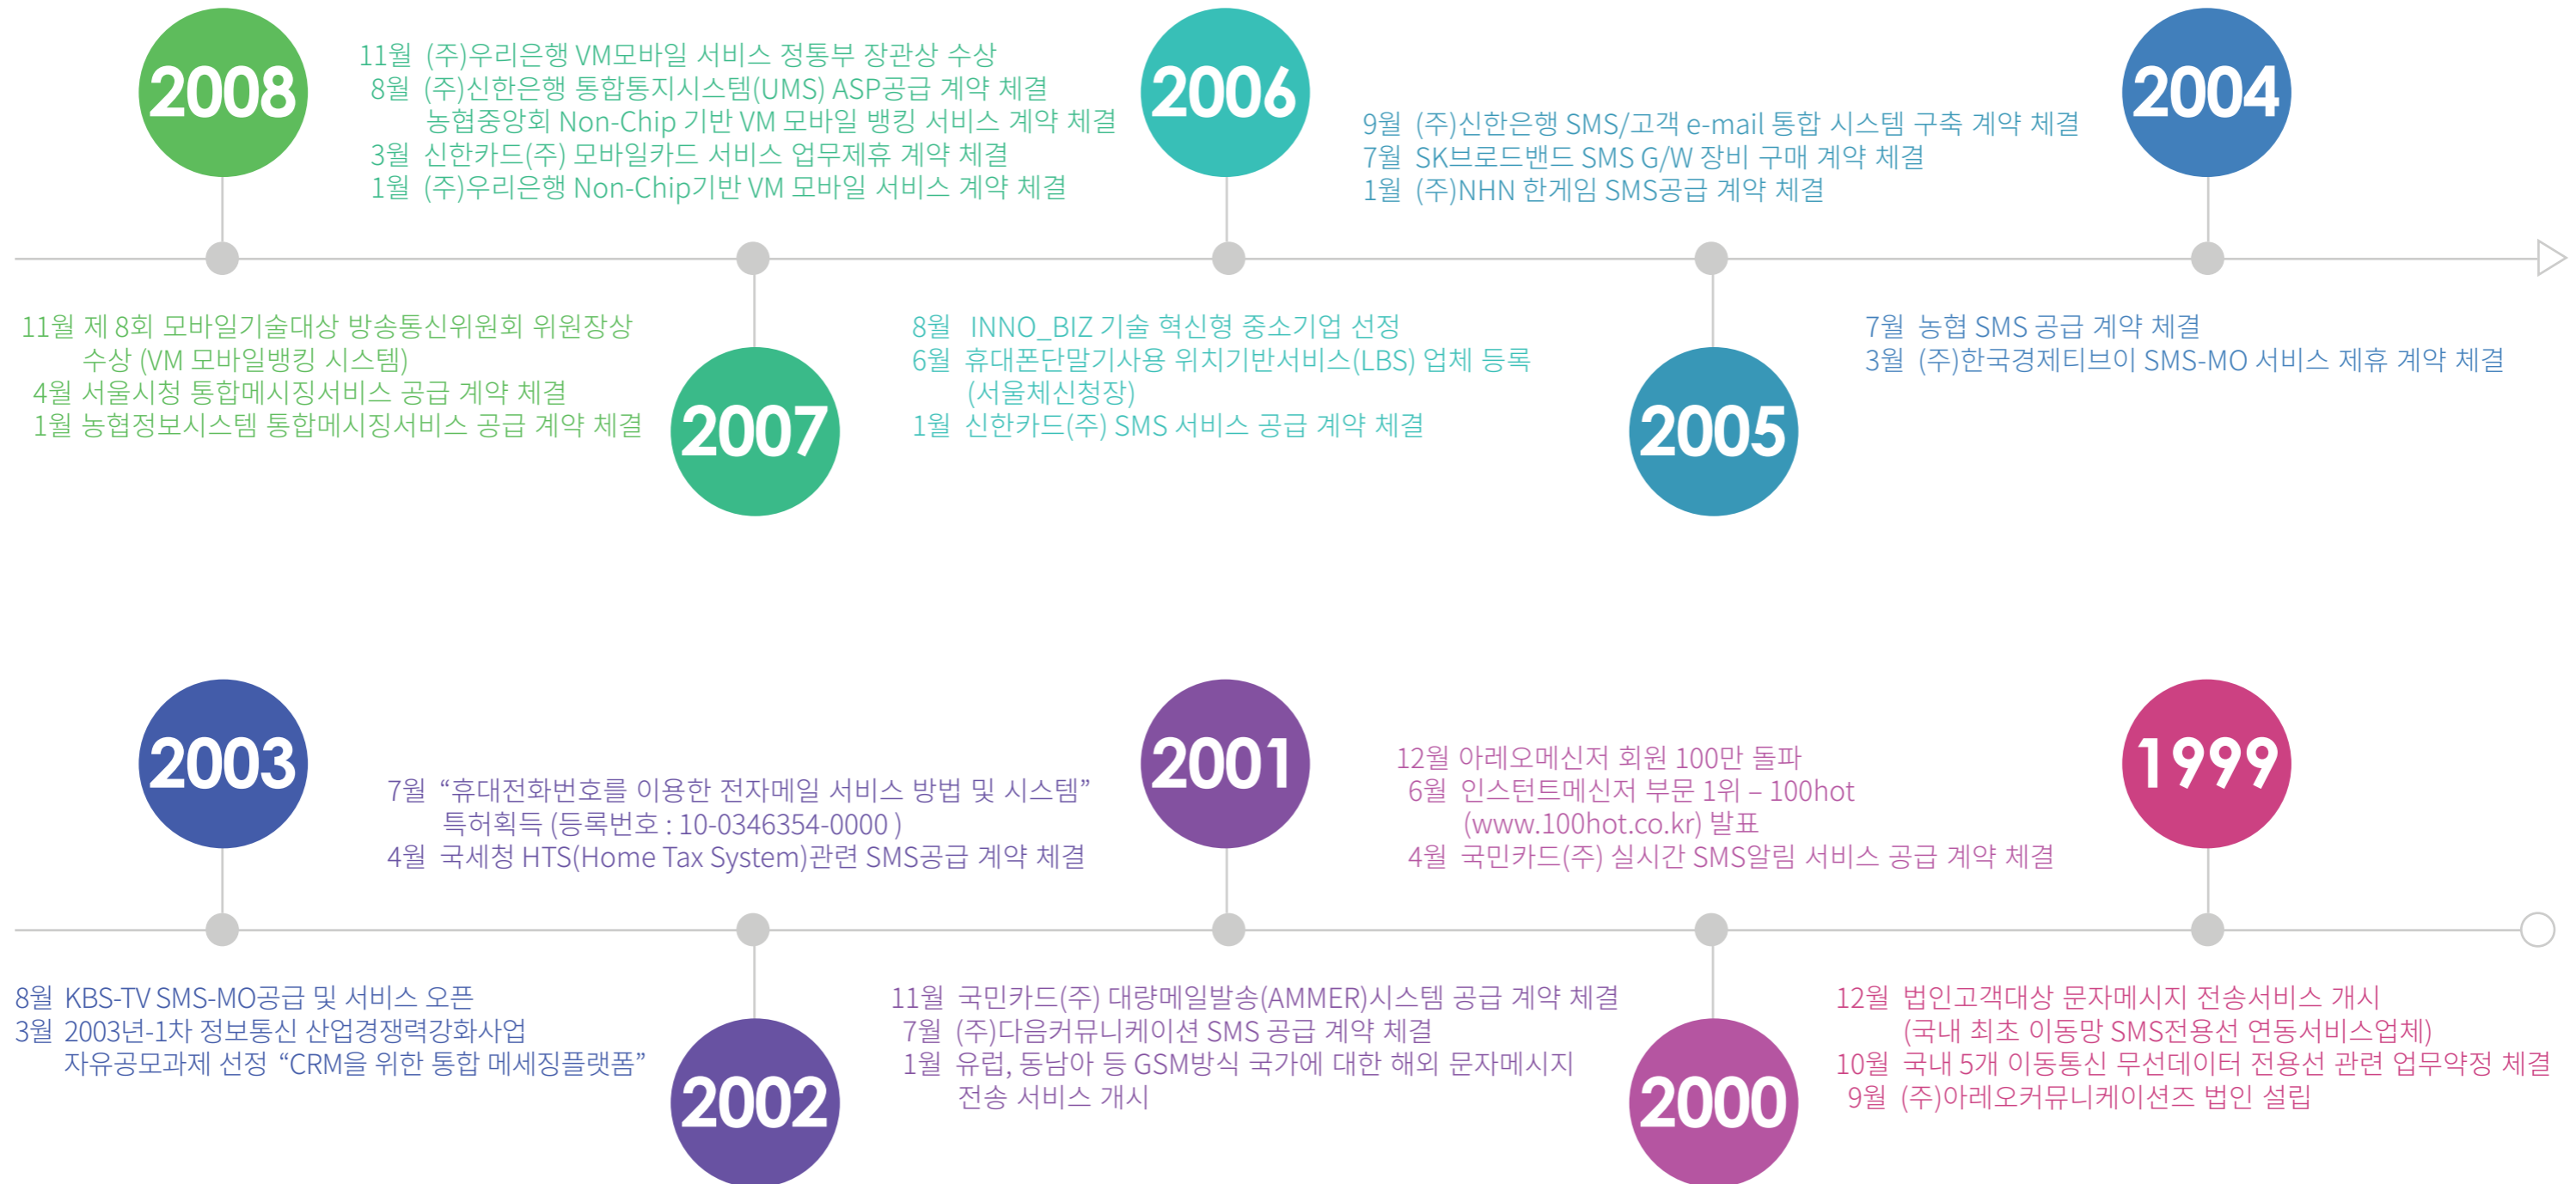 2008
11월 제 8회 모바일기술대상 방송통신위원회 위원장상
수상 (VM 모바일뱅킹 시스템)
4월 서울시청 통합메시징서비스 공급 계약 체결
1월 농협정보시스템 통합메시징서비스 공급 계약 체결
2007
11월 (주)우리은행 VM모바일 서비스 정통부 장관상 수상
8월 (주)신한은행 통합통지시스템(UMS) ASP공급 계약 체결
농협중앙회 Non-Chip 기반 VM 모바일 뱅킹 서비스 계약 체결
3월 신한카드(주) 모바일카드 서비스 업무제휴 계약 체결
1월 (주)우리은행 Non-Chip기반 VM 모바일 서비스 계약 체결
2006
8월 INNO_BIZ 기술 혁신형 중소기업 선정
6월 휴대폰단말기사용 위치기반서비스(LBS) 업체 등록
(서울체신청장)
1월 신한카드(주) SMS 서비스 공급 계약 체결
2005
9월 (주)신한은행 SMS/고객 e-mail 통합 시스템 구축 계약 체결
7월 SK브로드밴드 SMS G/W 장비 구매 계약 체결
1월 (주)NHN 한게임 SMS공급 계약 체결
2004
7월 농협 SMS 공급 계약 체결
3월 (주)한국경제티브이 SMS-MO 서비스 제휴 계약 체결
2003
8월 KBS-TV SMS-MO공급 및 서비스 오픈
3월 2003년-1차 정보통신 산업경쟁력강화사업
자유공모과제 선정 “CRM을 위한 통합 메세징플랫폼”
2002
7월 “휴대전화번호를 이용한 전자메일 서비스 방법 및 시스템”
특허획득 (등록번호 : 10-0346354-0000 )
4월 국세청 HTS(Home Tax System)관련 SMS공급 계약 체결
2001
11월 국민카드(주) 대량메일발송(AMMER)시스템 공급 계약 체결
7월 (주)다음커뮤니케이션 SMS 공급 계약 체결
1월 유럽, 동남아 등 GSM방식 국가에 대한 해외 문자메시지
전송 서비스 개시
2000
12월 아레오메신저 회원 100만 돌파
6월 인스턴트메신저 부문 1위 – 100hot
(www.100hot.co.kr) 발표
4월 국민카드(주) 실시간 SMS알림 서비스 공급 계약 체결
1999
12월 법인고객대상 문자메시지 전송서비스 개시
(국내 최초 이동망 SMS전용선 연동서비스업체)
10월 국내 5개 이동통신 무선데이터 전용선 관련 업무약정 체결
9월 (주)아레오커뮤니케이션즈 법인 설립